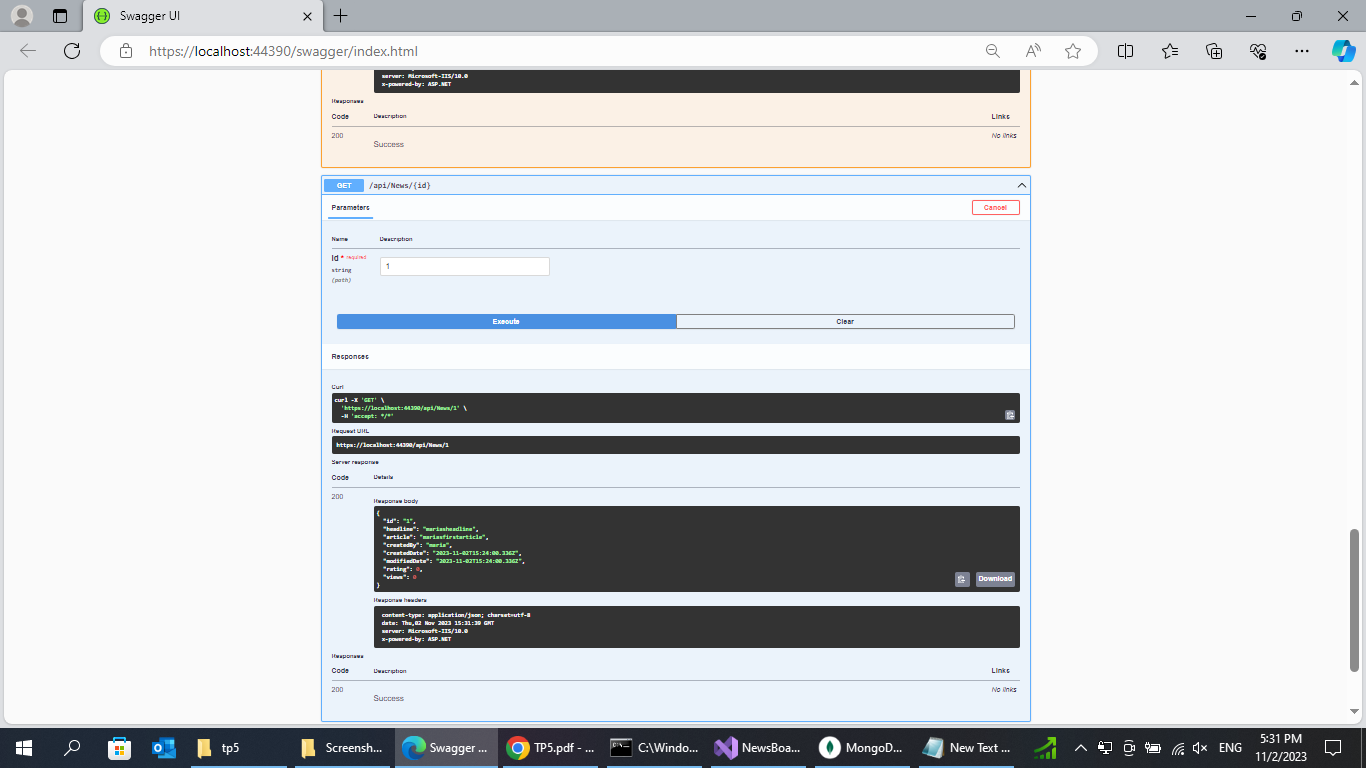 Swagger UI
https://localhost:44390/swagger/index.html
server: Microsoft-IIS/10.0
x-powered-by: ASP.NET
Responses
Code Description Links
200 No links
Success
GET /api/News/{id}
Parameters Cancel
Name Description
id * required
string
(path)
1
Execute Clear
Responses
Curl
curl -X 'GET' \
'https://localhost:44390/api/News/1' \
-H 'accept: */*'
Request URL
https://localhost:44390/api/News/1
Server response
Code Details
200
Response body
{
"id": "1",
"headline": "mariasheadline",
"article": "mariasfirstarticle",
"createdBy": "maria",
"createdDate": "2023-11-02T15:24:00.336Z",
"modifiedDate": "2023-11-02T15:24:00.336Z",
"rating": 0,
"views": 0
}
Download
Response headers
content-type: application/json; charset=utf-8
date: Thu,02 Nov 2023 15:31:39 GMT
server: Microsoft-IIS/10.0
x-powered-by: ASP.NET
Responses
Code Description Links
200 No links
Success
tp5 Screensh... Swagger ... TP5.pdf - ... C:\Windo... NewsBoa... MongoD... New Text ... ENG 5:31 PM
11/2/2023